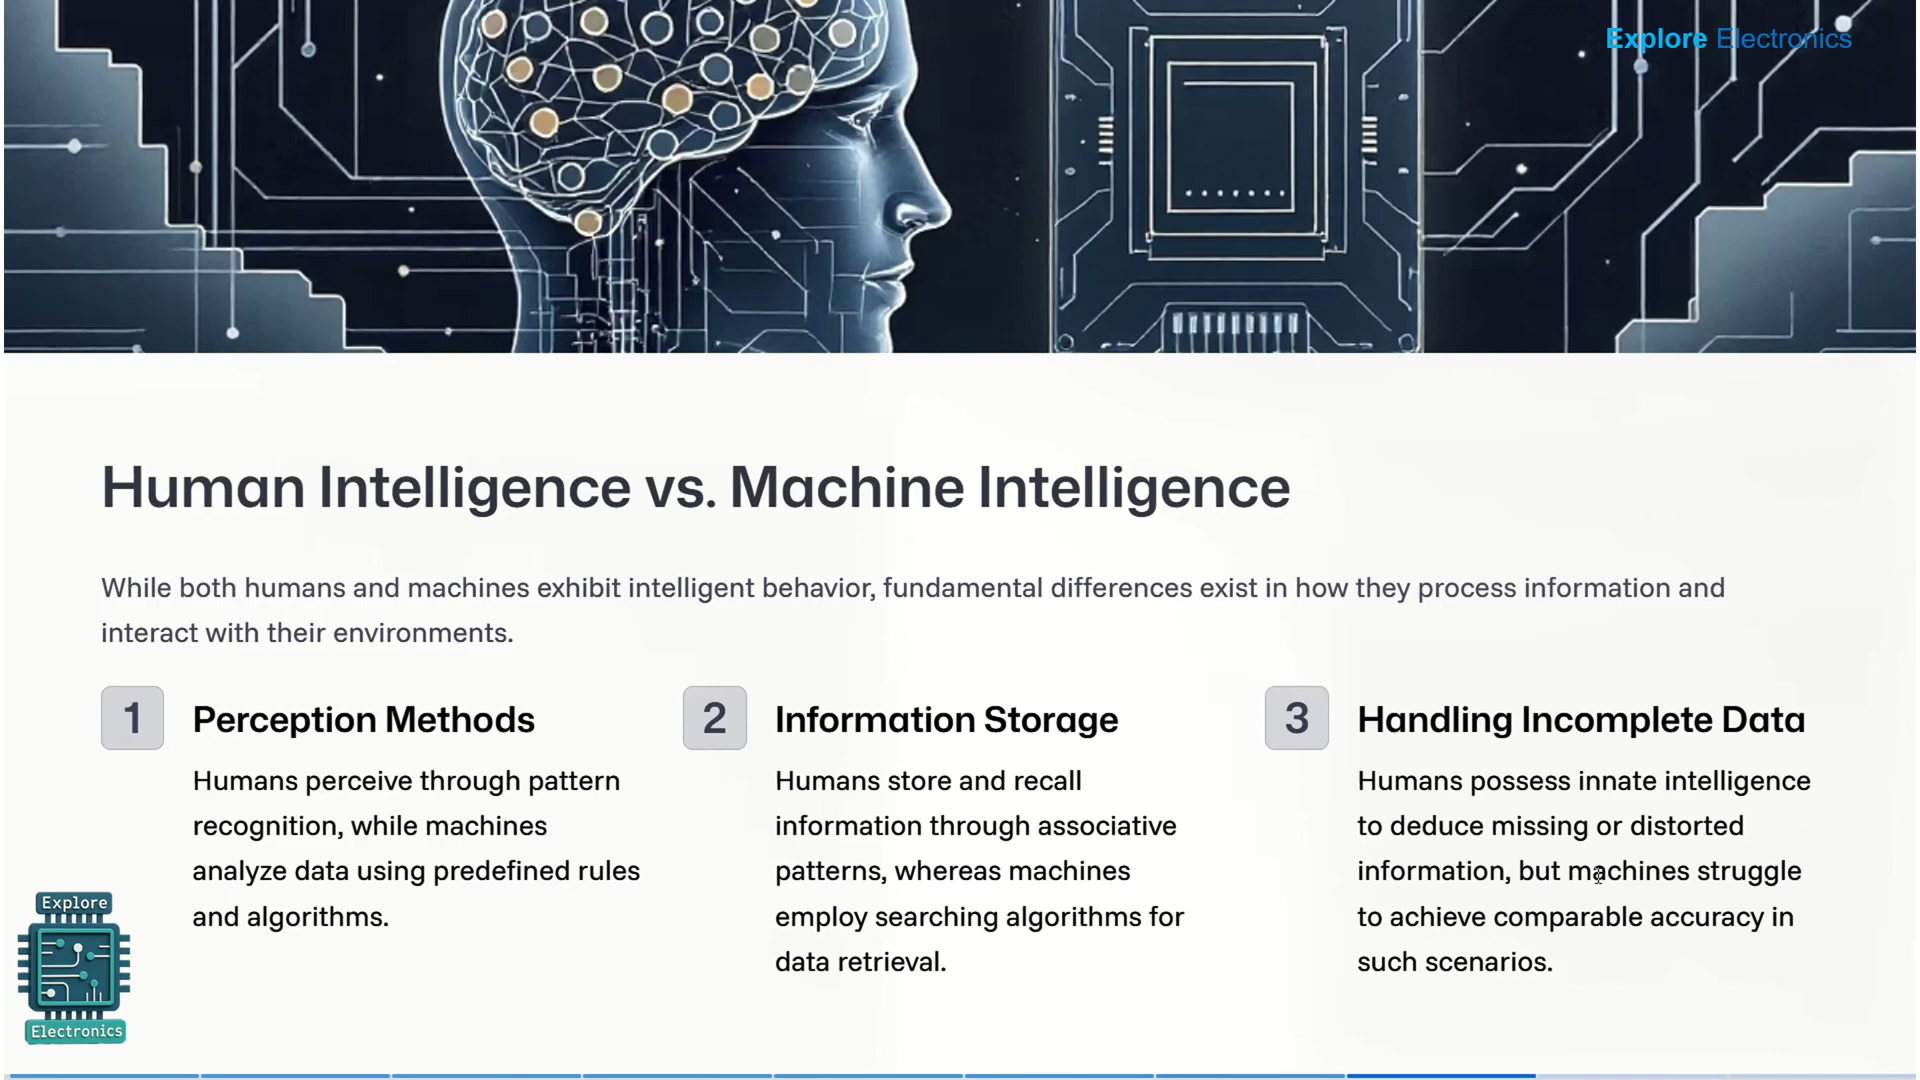 Explore Electronics
Human Intelligence vs. Machine Intelligence
While both humans and machines exhibit intelligent behavior, fundamental differences exist in how they process information and
interact with their environments.
1
Perception Methods
Humans perceive through pattern
recognition, while machines
analyze data using predefined rules
and algorithms.
2
Information Storage
Humans store and recall
information through associative
patterns, whereas machines
employ searching algorithms for
data retrieval.
3
Handling Incomplete Data
Humans possess innate intelligence
to deduce missing or distorted
information, but machines struggle
to achieve comparable accuracy in
such scenarios.
Explore
Electronics